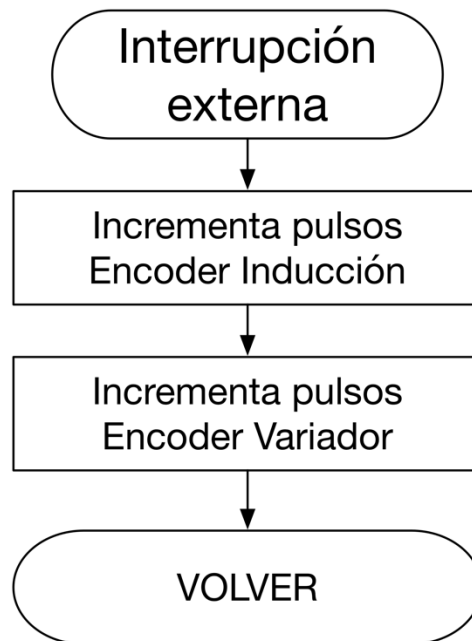 Interrupción
externa
Incrementa pulsos
Encoder Inducción
Incrementa pulsos
Encoder Variador
VOLVER